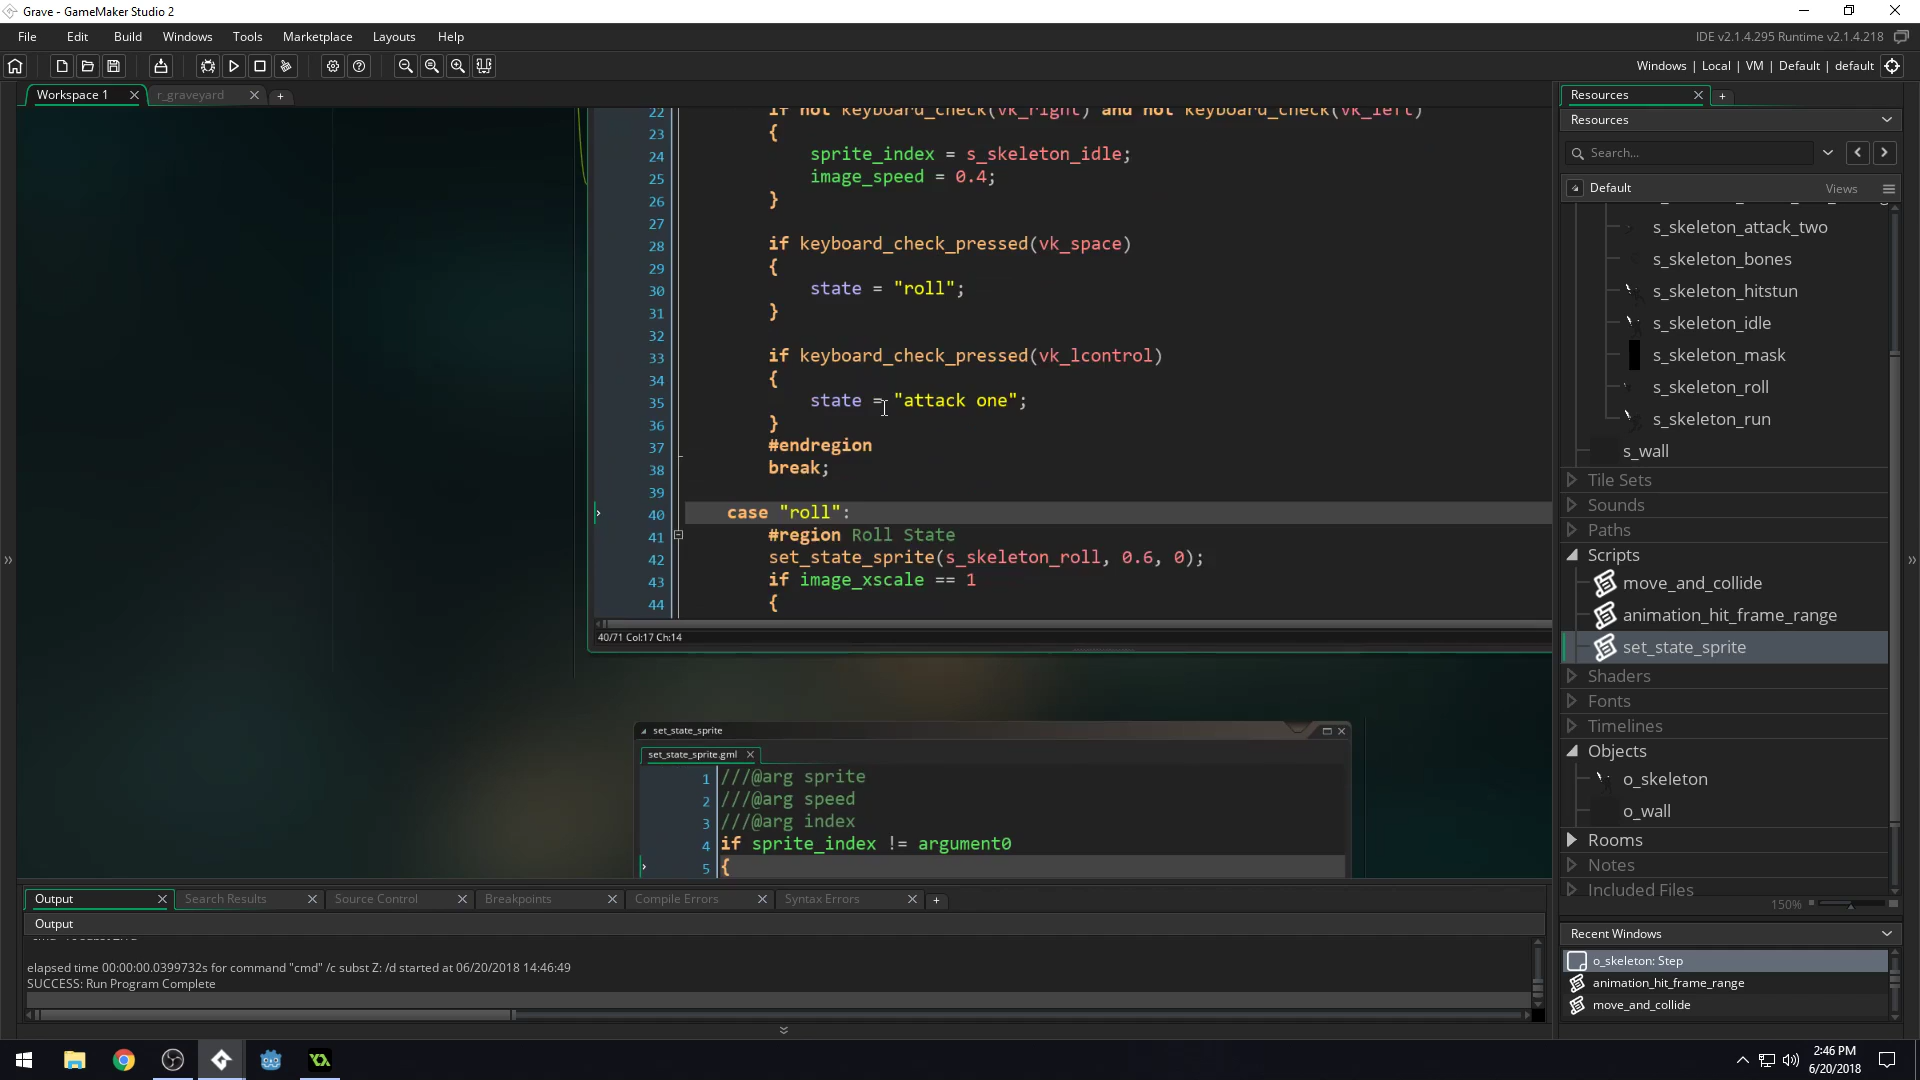 Grave - GameMaker Studio 2
File Edit Build Windows Tools Marketplace Layouts Help
IDE v2.1.4.295 Runtime v2.1.4.218
Windows | Local | VM | Default | default
Workspace 1
r_graveyard
22 if not keyboard_check(vk_right) and not keyboard_check(vk_left)
23 {
24 sprite_index = s_skeleton_idle;
25 image_speed = 0.4;
26 }
27
28 if keyboard_check_pressed(vk_space)
29 {
30 state = "roll";
31 }
32
33 if keyboard_check_pressed(vk_lcontrol)
34 {
35 state = "attack one";
36 }
37 #endregion
38 break;
39
40 case "roll":
41 #region Roll State
42 set_state_sprite(s_skeleton_roll, 0.6, 0);
43 if image_xscale == 1
44 {
40/71 Col:17 Ch:14
set_state_sprite
set_state_sprite.gml
1 ///@arg sprite
2 ///@arg speed
3 ///@arg index
4 if sprite_index != argument0
5 {
Resources
Resources
Search...
Default Views
s_skeleton_attack_two
s_skeleton_bones
s_skeleton_hitstun
s_skeleton_idle
s_skeleton_mask
s_skeleton_roll
s_skeleton_run
s_wall
Tile Sets
Sounds
Paths
Scripts
move_and_collide
animation_hit_frame_range
set_state_sprite
Shaders
Fonts
Timelines
Objects
o_skeleton
o_wall
Rooms
Notes
Included Files
150%
Recent Windows
o_skeleton: Step
animation_hit_frame_range
move_and_collide
Output Search Results Source Control Breakpoints Compile Errors Syntax Errors
Output
elapsed time 00:00:00.0399732s for command "cmd" /c subst Z: /d started at 06/20/2018 14:46:49
SUCCESS: Run Program Complete
2:46 PM
6/20/2018